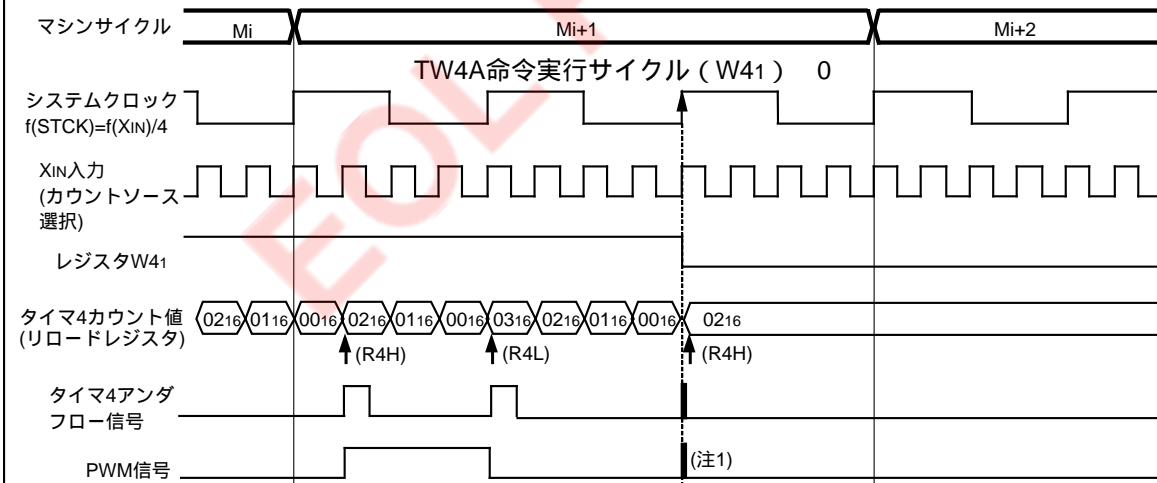 マシンサイクル Mi Mi+1 Mi+2
TW4A命令実行サイクル（W41） 0
システムクロック
f(STCK)=f(XIN)/4
XIN入力
(カウントソース
選択)
レジスタW41
タイマ4カウント値
(リロードレジスタ)
0216 0116 0016 0216 0116 0016 0316 0216 0116 0016 0216
(R4H) (R4L) (R4H)
タイマ4アンダ
フロー信号
PWM信号
(注1)
EOL